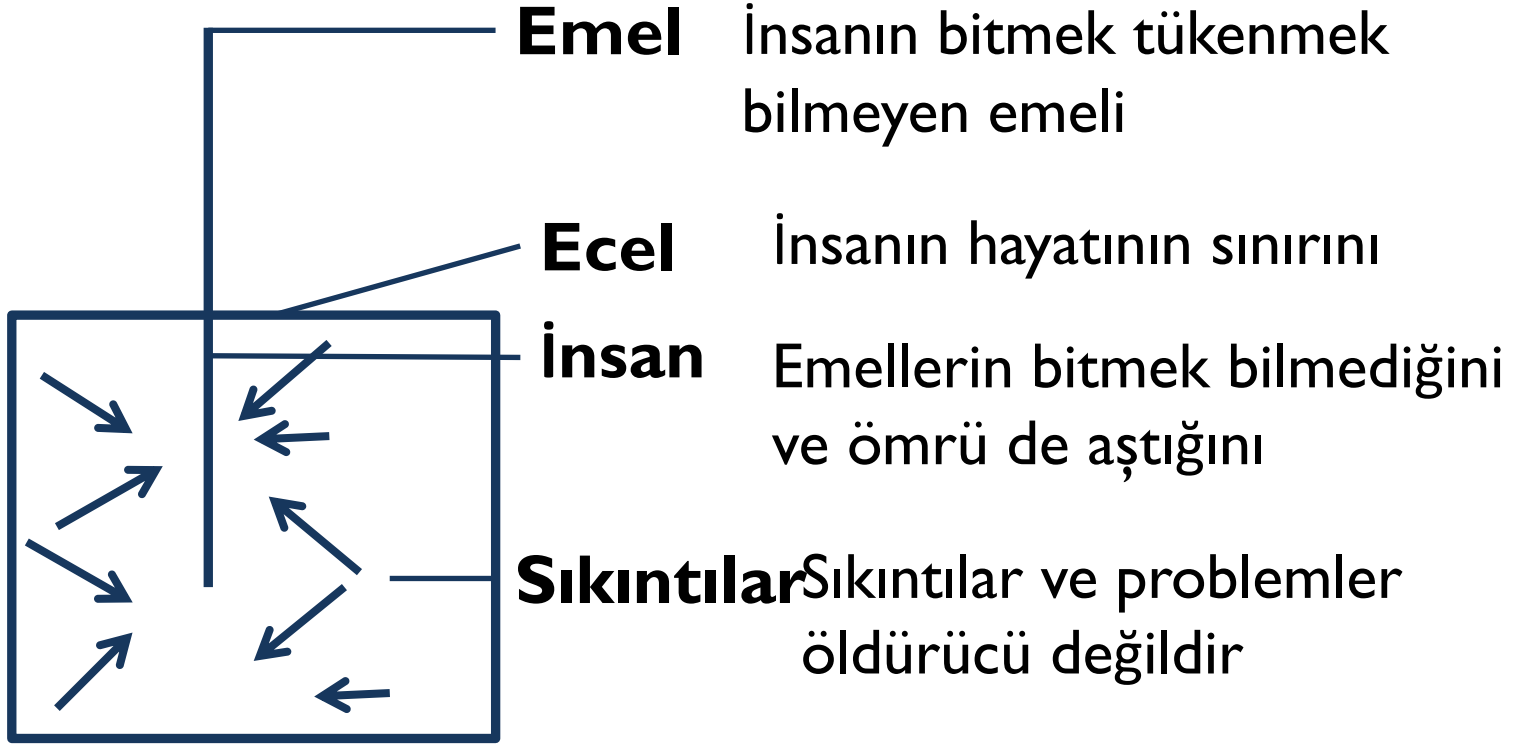 Emel İnsanın bitmek tükenmek
bilmeyen emeli
Ecel İnsanın hayatının sınırını
İnsan Emellerin bitmek bilmediğini
ve ömrü de aştığını
Sıkıntılar Sıkıntılar ve problemler
öldürücü değildir